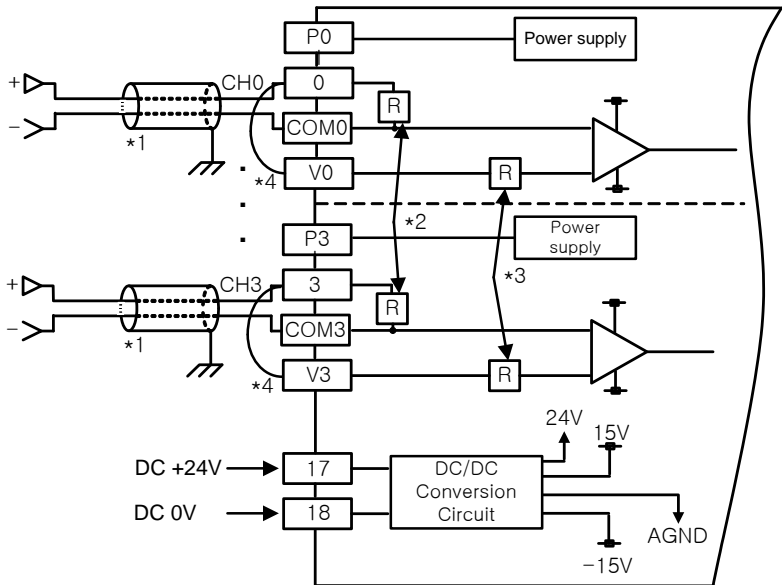 P0
Power supply
+
CH0
0
R
COM0
−
*1
*4
V0
R
*2
P3
Power
supply
*3
+
CH3
3
R
COM3
−
*1
*4
V3
R
24V
15V
DC +24V
17
DC/DC
Conversion
Circuit
DC 0V
18
AGND
−15V